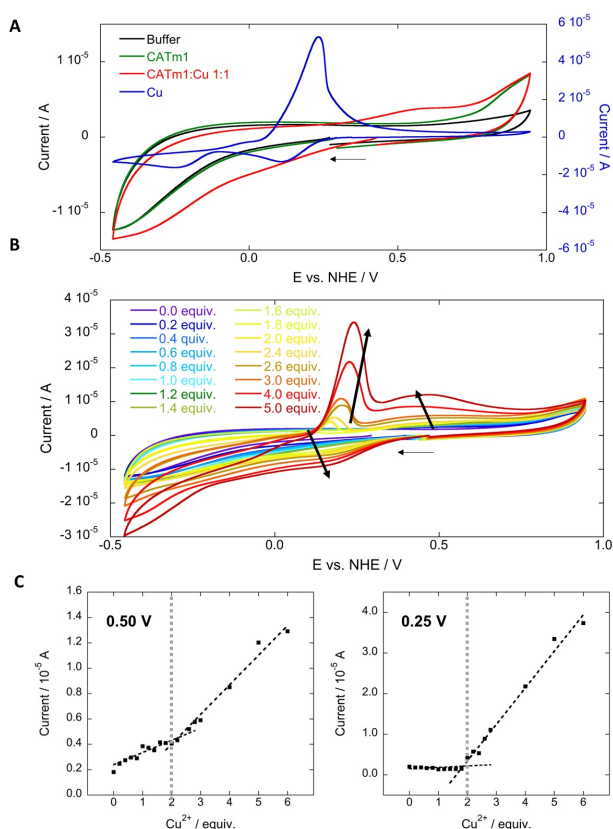 A
Buffer
CATm1
CATm1:Cu 1:1
Cu
Current / A
1 10⁻⁵
0
-1 10⁻⁵
6 10⁻⁵
4 10⁻⁵
2 10⁻⁵
0
-2 10⁻⁵
-4 10⁻⁵
-6 10⁻⁵
Current / A
-0.5 0.0 0.5 1.0
E vs. NHE / V
B
4 10⁻⁵
3 10⁻⁵
2 10⁻⁵
1 10⁻⁵
0
-1 10⁻⁵
-2 10⁻⁵
-3 10⁻⁵
Current / A
0.0 equiv. 1.6 equiv.
0.2 equiv. 1.8 equiv.
0.4 quiv. 2.0 equiv.
0.6 equiv. 2.4 equiv.
0.8 equiv. 2.6 equiv.
1.0 equiv. 3.0 equiv.
1.2 equiv. 4.0 equiv.
1.4 equiv. 5.0 equiv.
-0.5 0.0 0.5 1.0
E vs. NHE / V
C
0.50 V
Current / 10⁻⁵ A
1.6
1.4
1.2
1.0
0.8
0.6
0.4
0.2
0.0
0 1 2 3 4 5 6
Cu²⁺ / equiv.
0.25 V
Current / 10⁻⁵ A
4.0
3.0
2.0
1.0
0.0
0 1 2 3 4 5 6
Cu²⁺ / equiv.